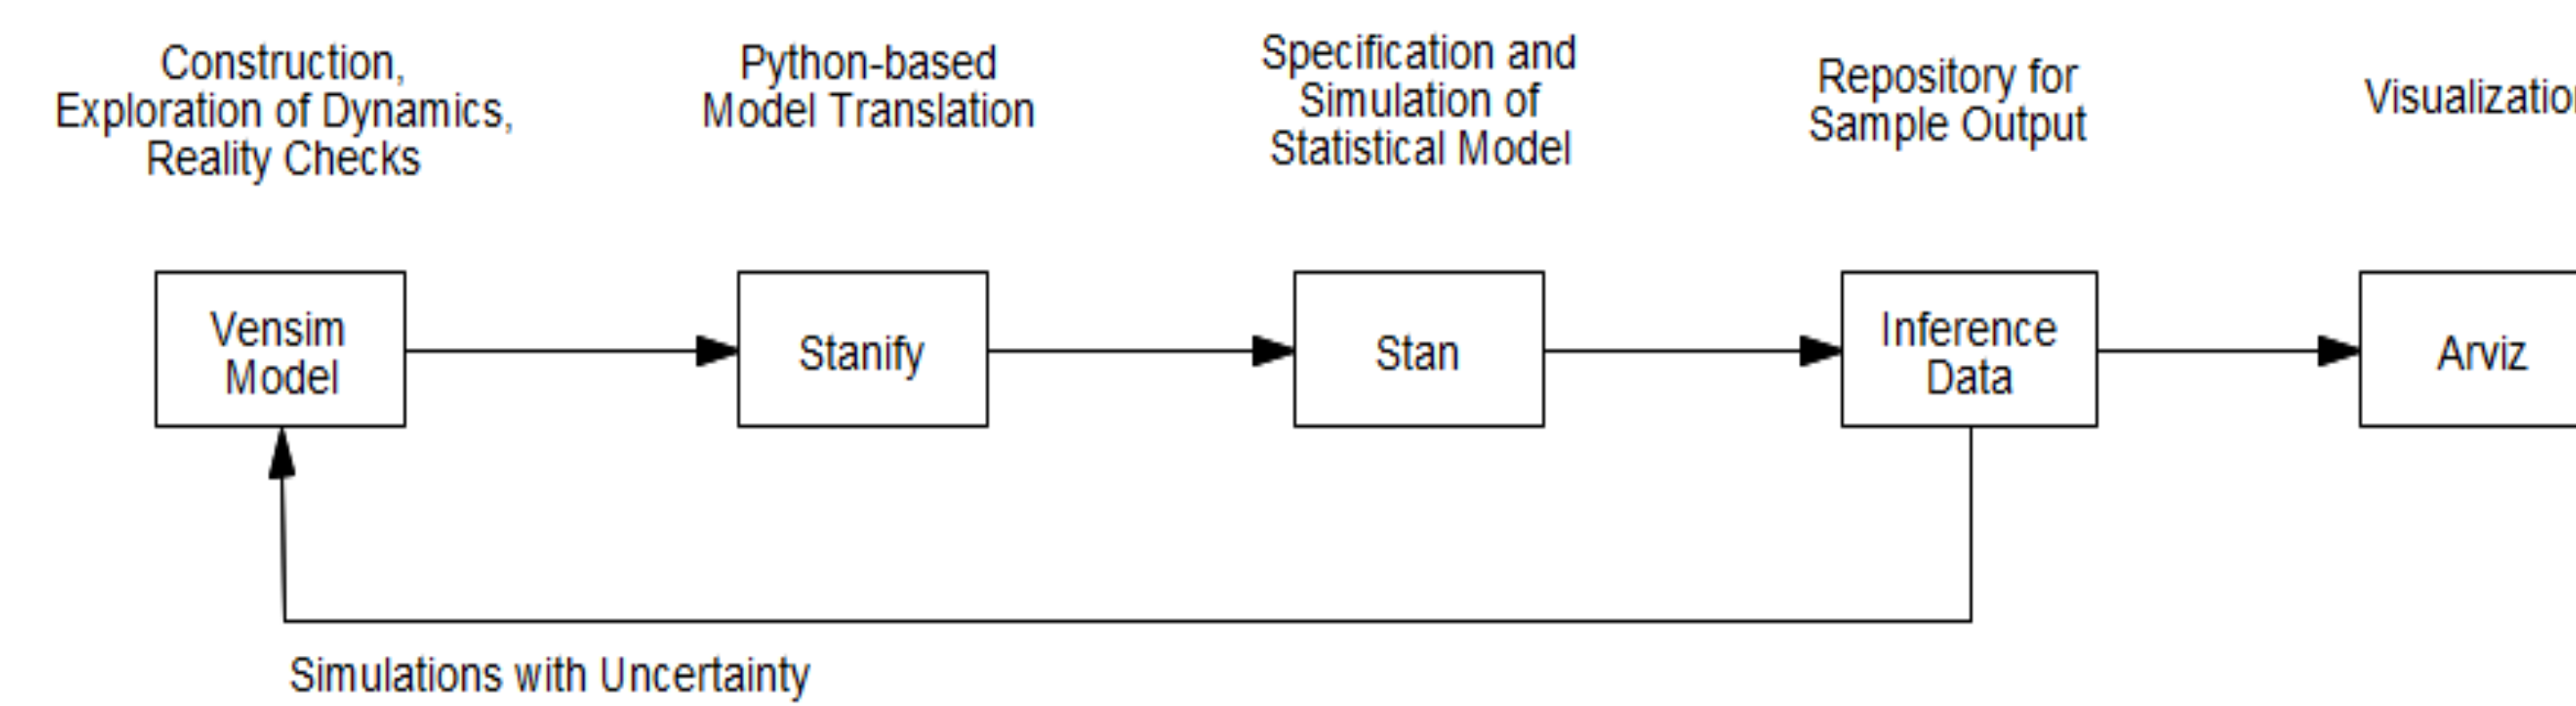 Construction,
Exploration of Dynamics,
Reality Checks
Python-based
Model Translation
Specification and
Simulation of
Statistical Model
Repository for
Sample Output
Visualizatio
Vensim
Model
Stanify
Stan
Inference
Data
Arviz
Simulations with Uncertainty